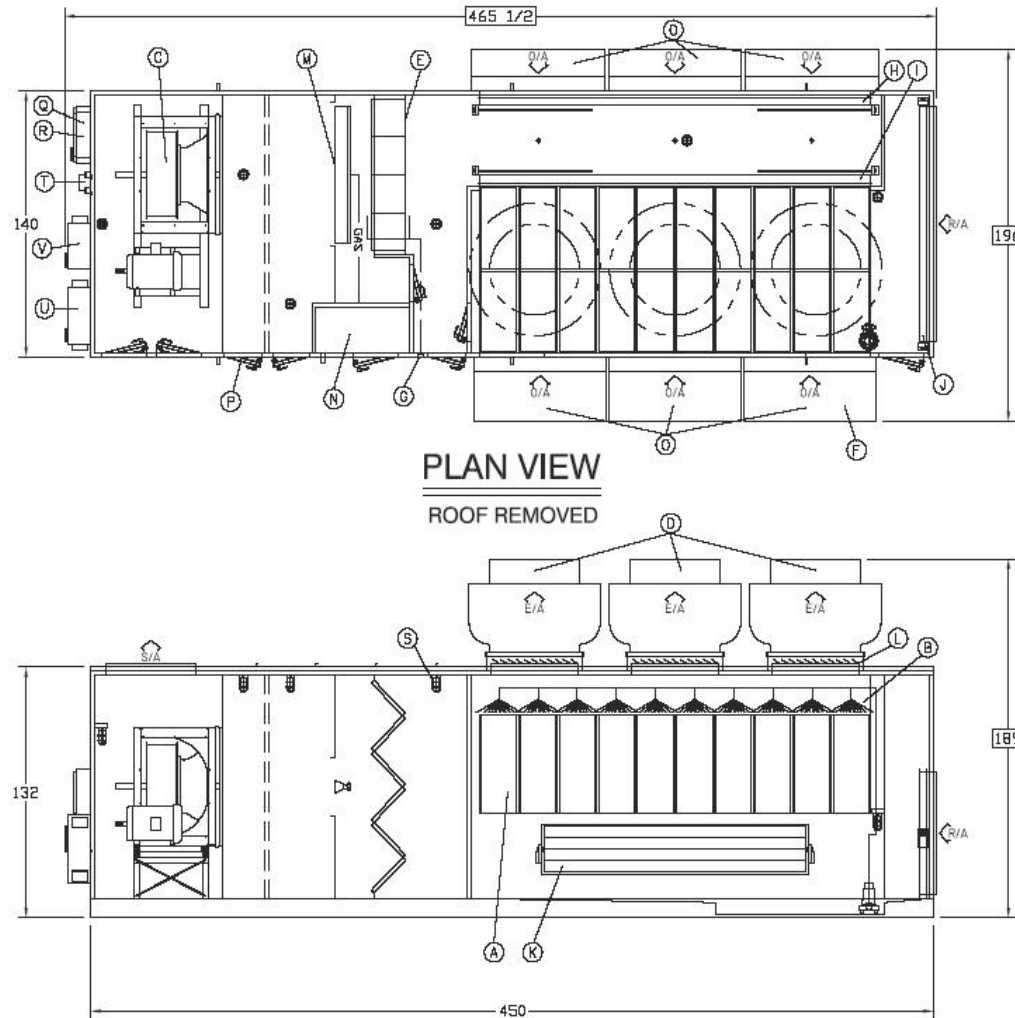 465 1/2
O
O/A O/A O/A
C M E H I
Q
R
T
140
V
U
GAS
R/A
196
P N G J
O/A O/A O/A
O F
PLAN VIEW
ROOF REMOVED
D
E/A E/A E/A
S L
B
S/A
132
R/A
A K
450